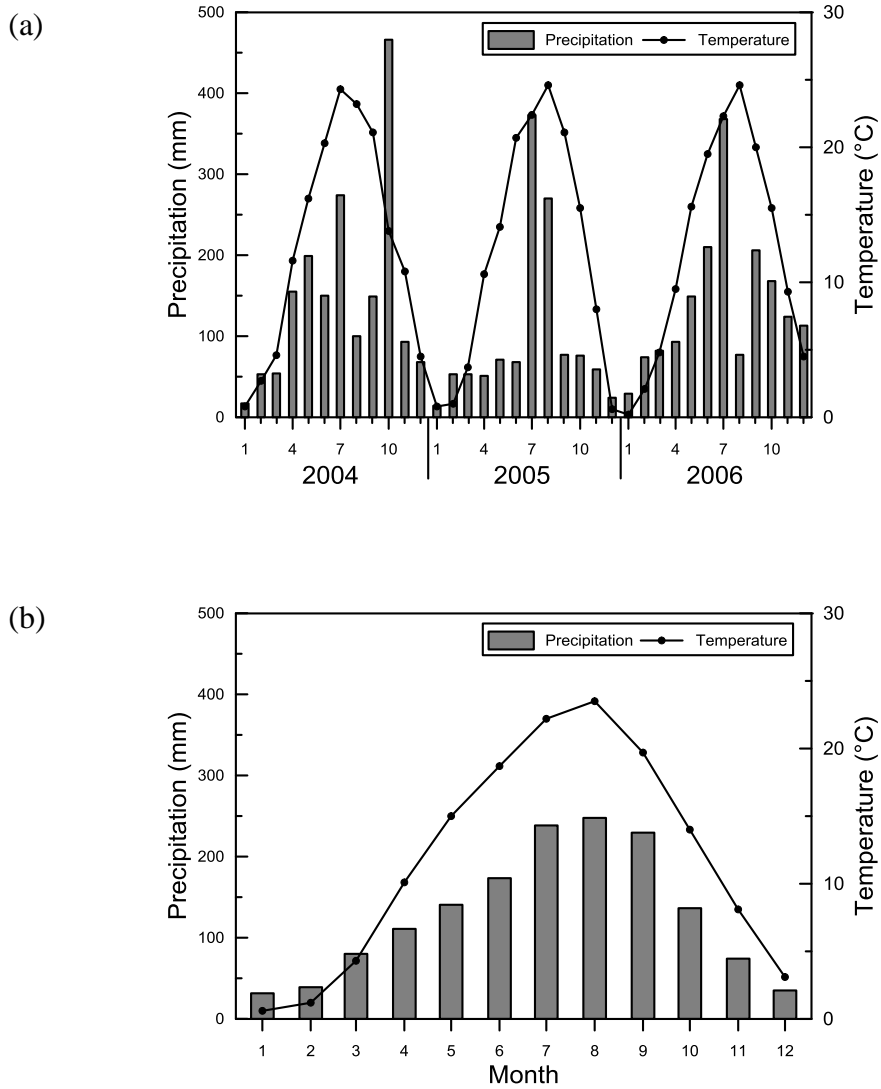 (a)
500
400
300
200
100
0
Precipitation (mm)
30
20
10
0
Temperature (°C)
Precipitation Temperature
1 4 7 10 1 4 7 10 1 4 7 10
2004 2005 2006
(b)
500
400
300
200
100
0
Precipitation (mm)
30
20
10
0
Temperature (°C)
Precipitation Temperature
1 2 3 4 5 6 7 8 9 10 11 12
Month